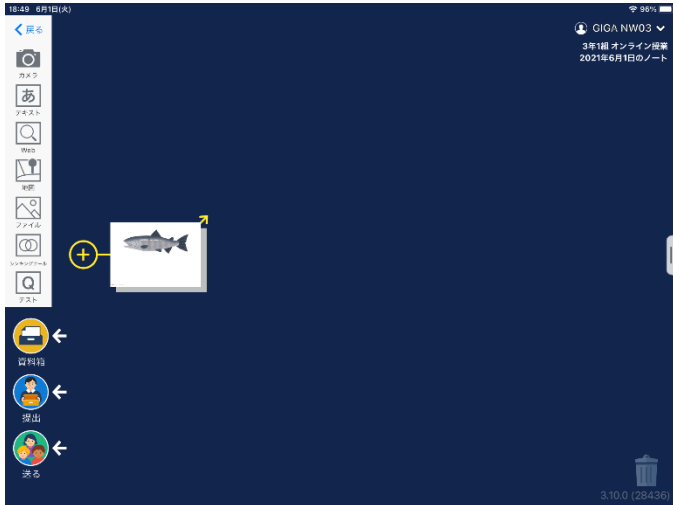 18:49 6月1日(火)
96%
戻る
GIGA NW03
3年1組 オンライン授業
2021年6月1日のノート
カメラ
あ
テキスト
Web
地図
ファイル
シンキングツール
Q
テスト
資料箱
提出
送る
3.10.0 (28436)